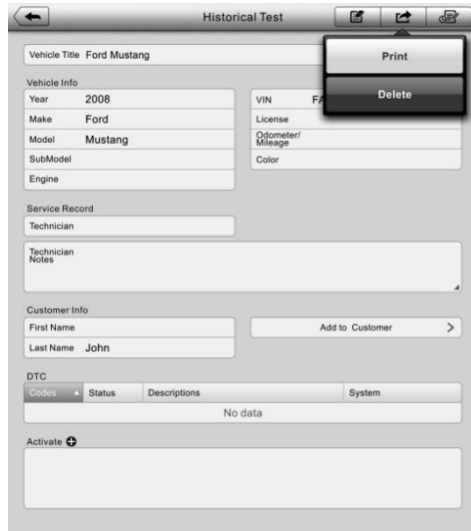 Historical Test
Vehicle Title Ford Mustang
Print
Delete
Vehicle Info
Year 2008
Make Ford
Model Mustang
SubModel
Engine
VIN FA
License
Odometer/
Mileage
Color
Service Record
Technician
Technician
Notes
Customer Info
First Name
Last Name John
Add to Customer
DTC
Codes Status Descriptions System
No data
Activate